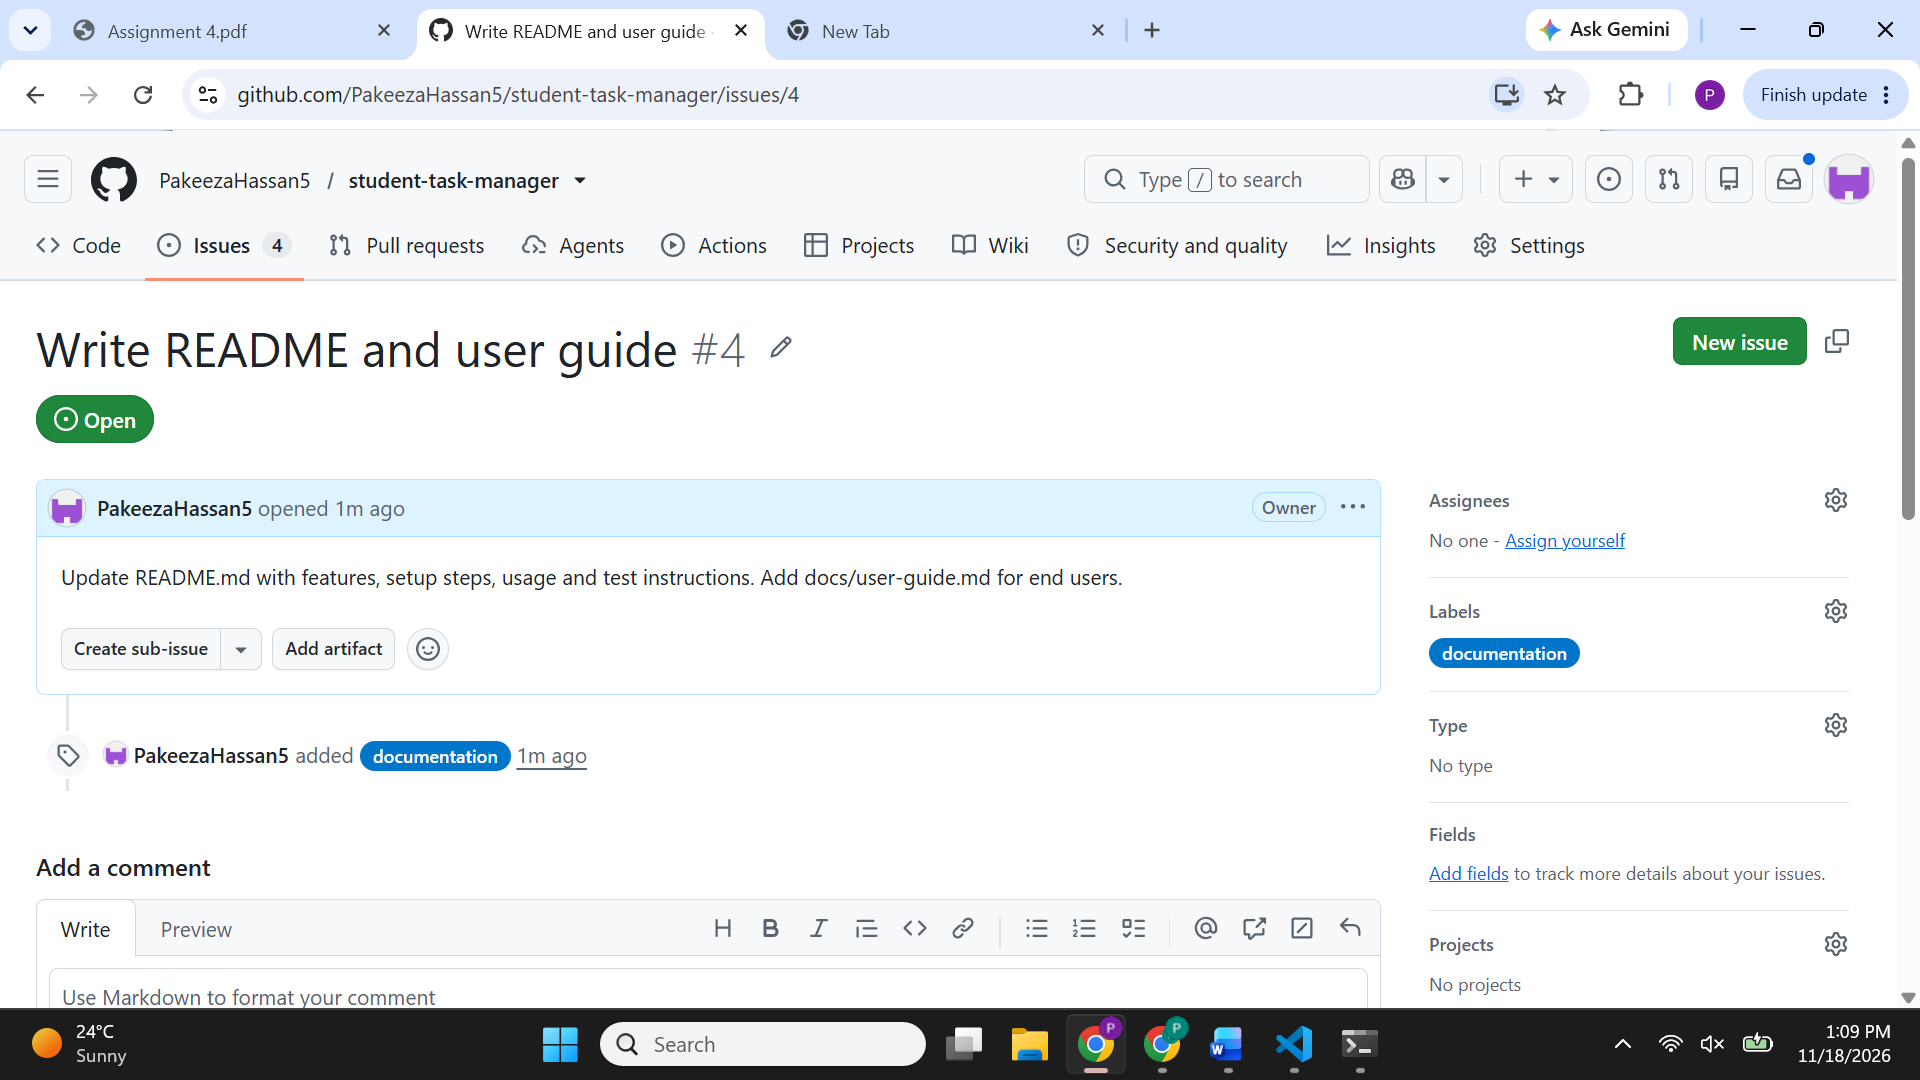 Assignment 4.pdf
Write README and user guide
New Tab
Ask Gemini
github.com/PakeezaHassan5/student-task-manager/issues/4
P
Finish update
PakeezaHassan5 / student-task-manager
Type / to search
Code
Issues 4
Pull requests
Agents
Actions
Projects
Wiki
Security and quality
Insights
Settings
Write README and user guide #4
New issue
Open
PakeezaHassan5 opened 1m ago
Owner
Update README.md with features, setup steps, usage and test instructions. Add docs/user-guide.md for end users.
Create sub-issue
Add artifact
PakeezaHassan5 added documentation 1m ago
Assignees
No one - Assign yourself
Labels
documentation
Type
No type
Fields
Add fields to track more details about your issues.
Projects
No projects
Add a comment
Write
Preview
Use Markdown to format your comment
24°C
Sunny
Search
P
P
W
1:09 PM
11/18/2026